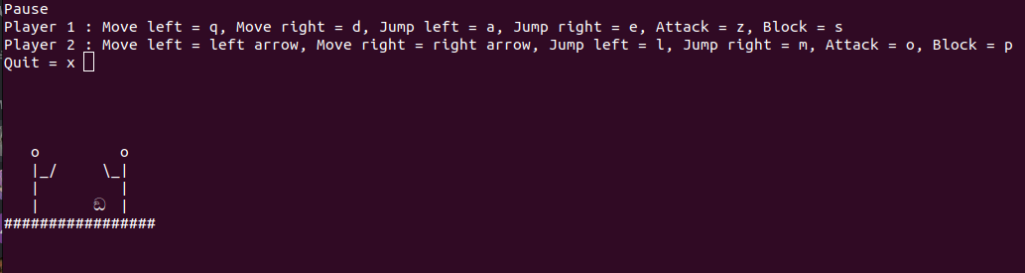 Pause
Player 1 : Move left = q, Move right = d, Jump left = a, Jump right = e, Attack = z, Block = s
Player 2 : Move left = left arrow, Move right = right arrow, Jump left = l, Jump right = m, Attack = o, Block = p
Quit = x
o         o
|_/     \_|
|         |
|         |
#################